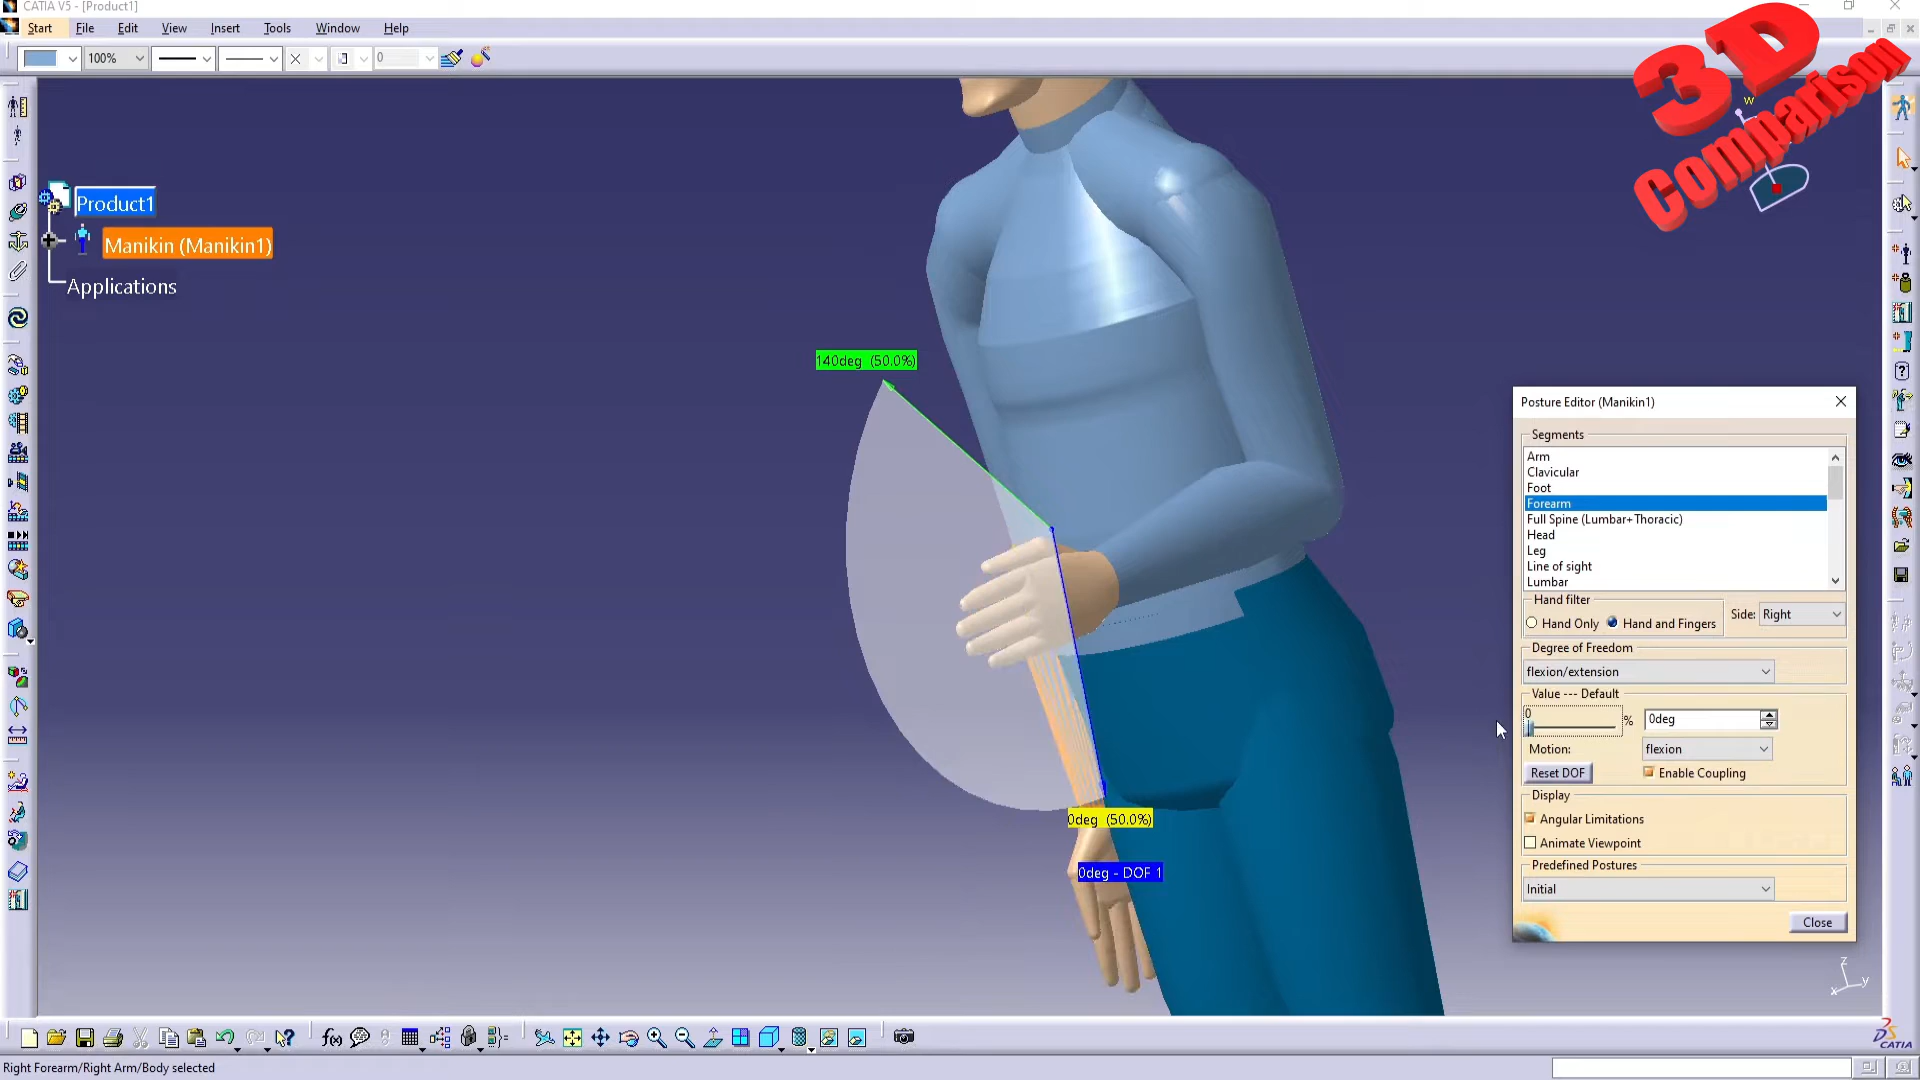 CATIA V5 - [Product1]
Start File Edit View Insert Tools Window Help
100% 0
3D
Comparison
w
Product1
Manikin (Manikin1)
Applications
140deg (50.0%)
0deg (50.0%)
0deg - DOF 1
Posture Editor (Manikin1)
Segments
Arm
Clavicular
Foot
Forearm
Full Spine (Lumbar+Thoracic)
Head
Leg
Line of sight
Lumbar
Hand filter
Hand Only Hand and Fingers Side: Right
Degree of Freedom
flexion/extension
Value --- Default
0 % 0deg
Motion: flexion
Reset DOF Enable Coupling
Display
Angular Limitations
Animate Viewpoint
Predefined Postures
Initial
Close
z
x y
f(x)
CATIA
Right Forearm/Right Arm/Body selected